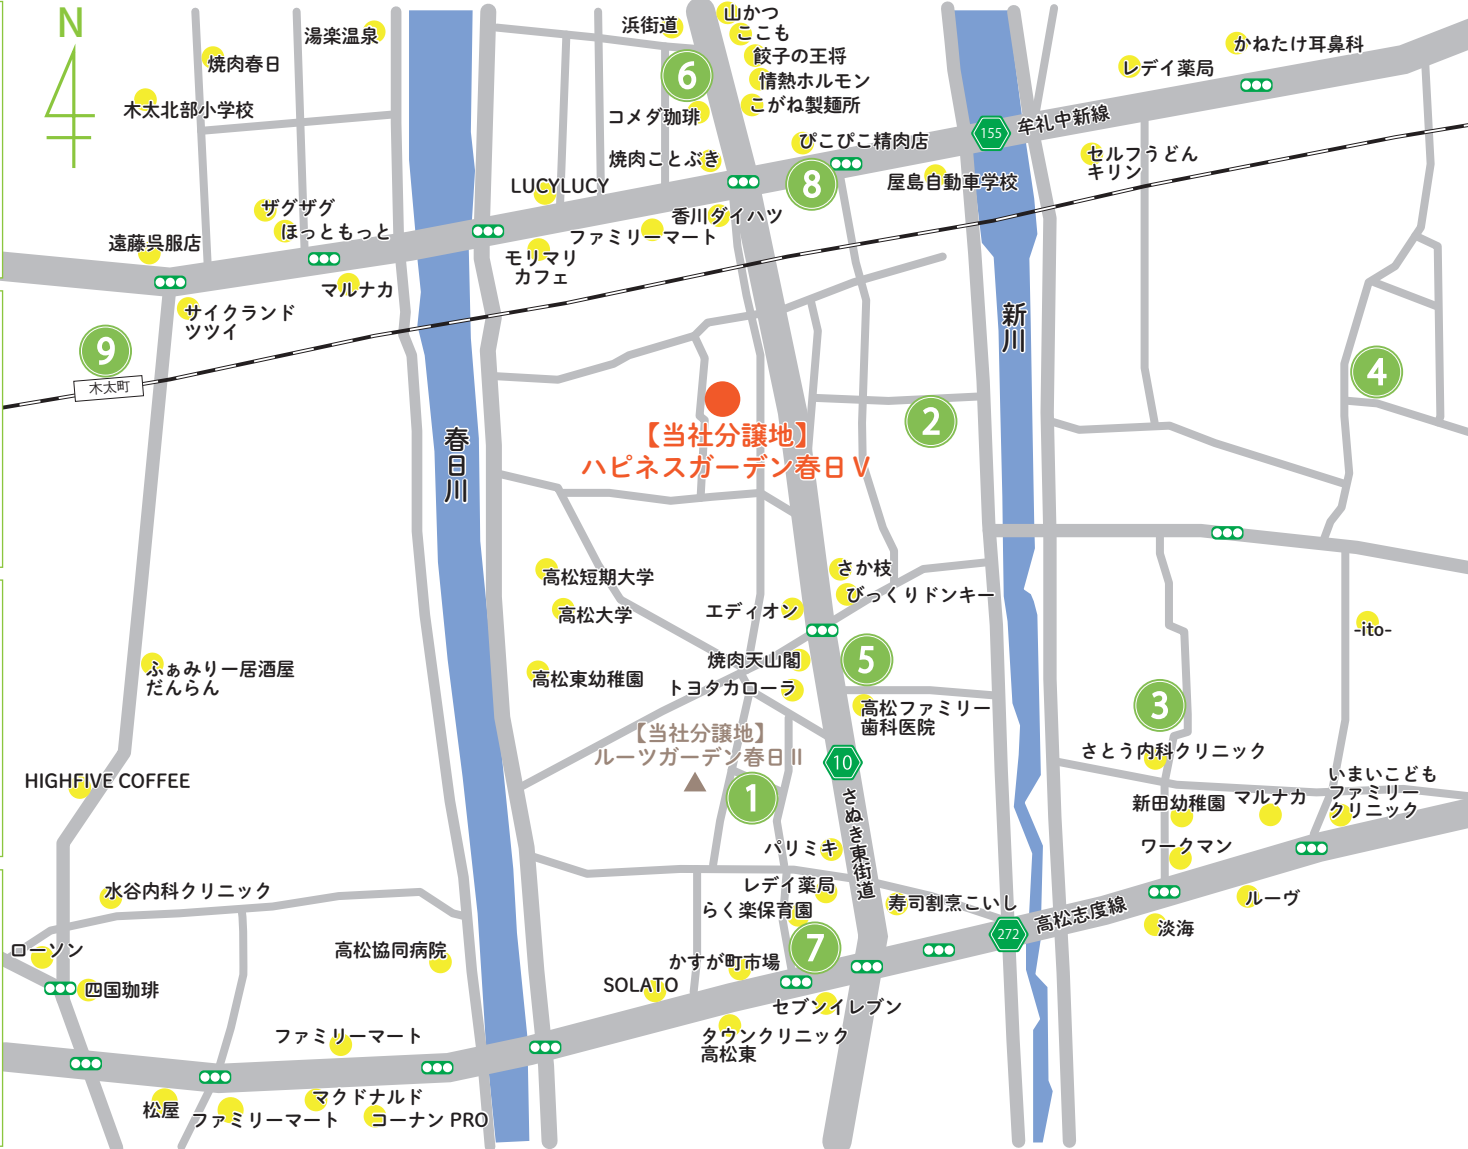 N
湯楽温泉
焼肉春日
木太北部小学校
浜街道
山かつ
ここも
餃子の王将
情熱ホルモン
こがね製麺所
6
コメダ珈琲
焼肉ことぶき
ぴこぴこ精肉店
8
屋島自動車学校
155
牟礼中新線
レデイ薬局
かねたけ耳鼻科
セルフうどん
キリン
LUCYLUCY
香川ダイハツ
ファミリーマート
モリマリ
カフェ
ザグザグ
ほっともっと
遠藤呉服店
マルナカ
サイクランド
ツツイ
9
木太町
新川
春日川
4
2
【当社分譲地】
ハピネスガーデン春日Ⅴ
高松短期大学
高松大学
高松東幼稚園
さか枝
びっくりドンキー
エディオン
焼肉天山閣
5
トヨタカローラ
高松ファミリー
歯科医院
-ito-
3
ふぁみりー居酒屋
だんらん
【当社分譲地】
ルーツガーデン春日Ⅱ
1
10
さぬき東街道
HIGHFIVE COFFEE
さとう内科クリニック
新田幼稚園
マルナカ
いまいこども
ファミリー
クリニック
ワークマン
ルーヴ
淡海
パリミキ
レデイ薬局
らく楽保育園
寿司割烹こいし
272
高松志度線
7
水谷内科クリニック
ローソン
四国珈琲
高松協同病院
かすが町市場
SOLATO
セブンイレブン
タウンクリニック
高松東
ファミリーマート
マクドナルド
松屋
ファミリーマート
コーナン PRO